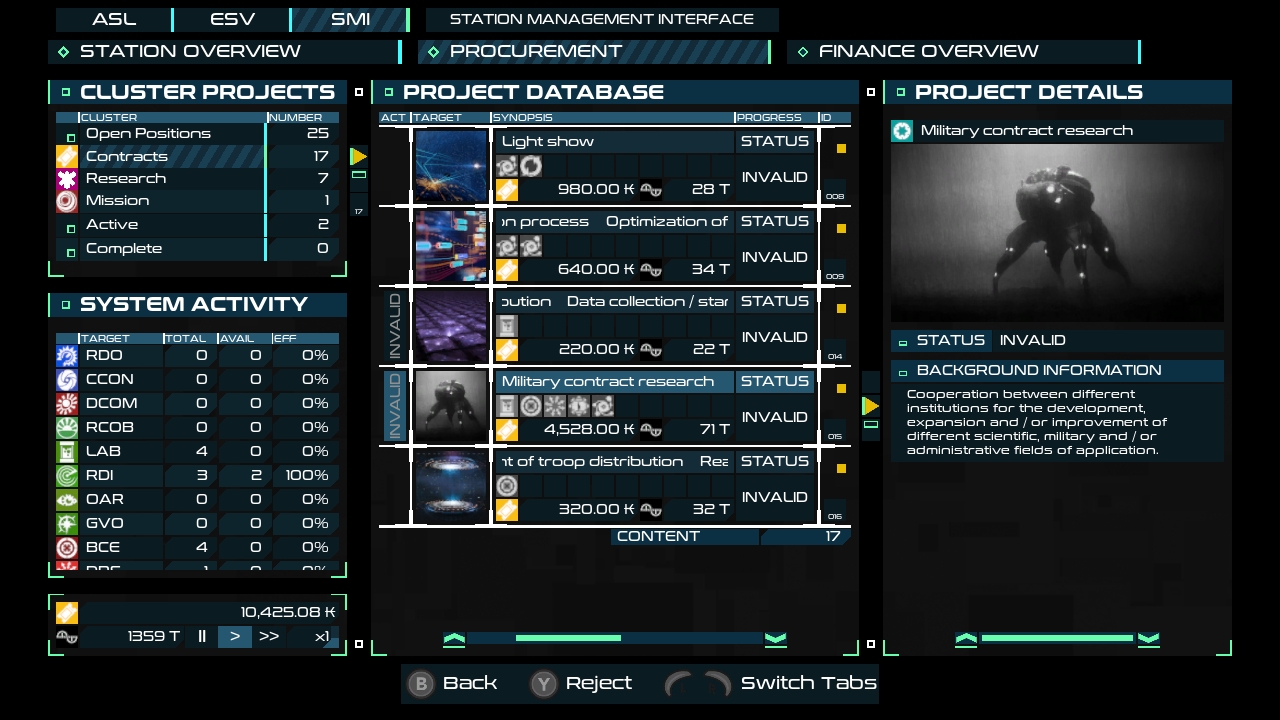 ASL ESV SMI STATION MANAGEMENT INTERFACE
STATION OVERVIEW PROCUREMENT FINANCE OVERVIEW
CLUSTER PROJECTS
CLUSTER NUMBER
Open Positions 25
Contracts 17
Research 7
Mission 1
Active 2
Complete 0
17
SYSTEM ACTIVITY
TARGET TOTAL AVAIL EFF
RDO 0 0 0%
CCON 0 0 0%
DCOM 0 0 0%
RCOB 0 0 0%
LAB 4 0 0%
RDI 3 2 100%
OAR 0 0 0%
GVO 0 0 0%
BCE 4 0 0%
10,425.08 K
1359 T II > >> x1
PROJECT DATABASE
ACT TARGET SYNOPSIS PROGRESS ID
Light show STATUS
INVALID
980.00 K 28 T
008
on process Optimization of STATUS
INVALID
640.00 K 34 T
009
INVALID
bution Data collection / star STATUS
INVALID
220.00 K 22 T
014
INVALID
Military contract research STATUS
INVALID
4,528.00 K 71 T
015
nt of troop distribution Rea STATUS
INVALID
320.00 K 32 T
016
CONTENT 17
PROJECT DETAILS
Military contract research
STATUS INVALID
BACKGROUND INFORMATION
Cooperation between different
institutions for the development,
expansion and / or improvement of
different scientific, military and / or
administrative fields of application.
B Back Y Reject Switch Tabs